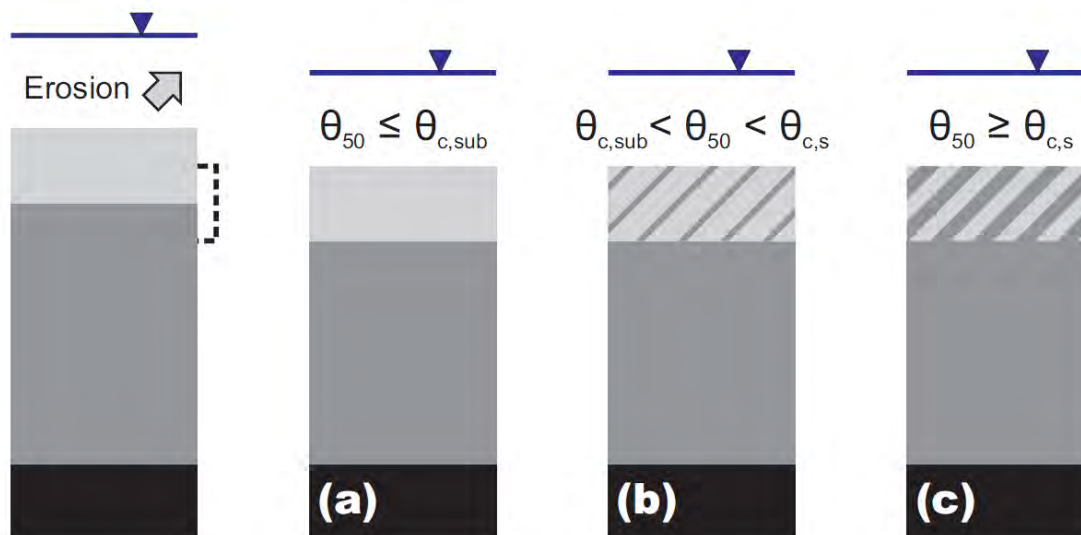 Erosion
θ50 ≤ θc,sub
θc,sub < θ50 < θc,s
θ50 ≥ θc,s
(a)
(b)
(c)